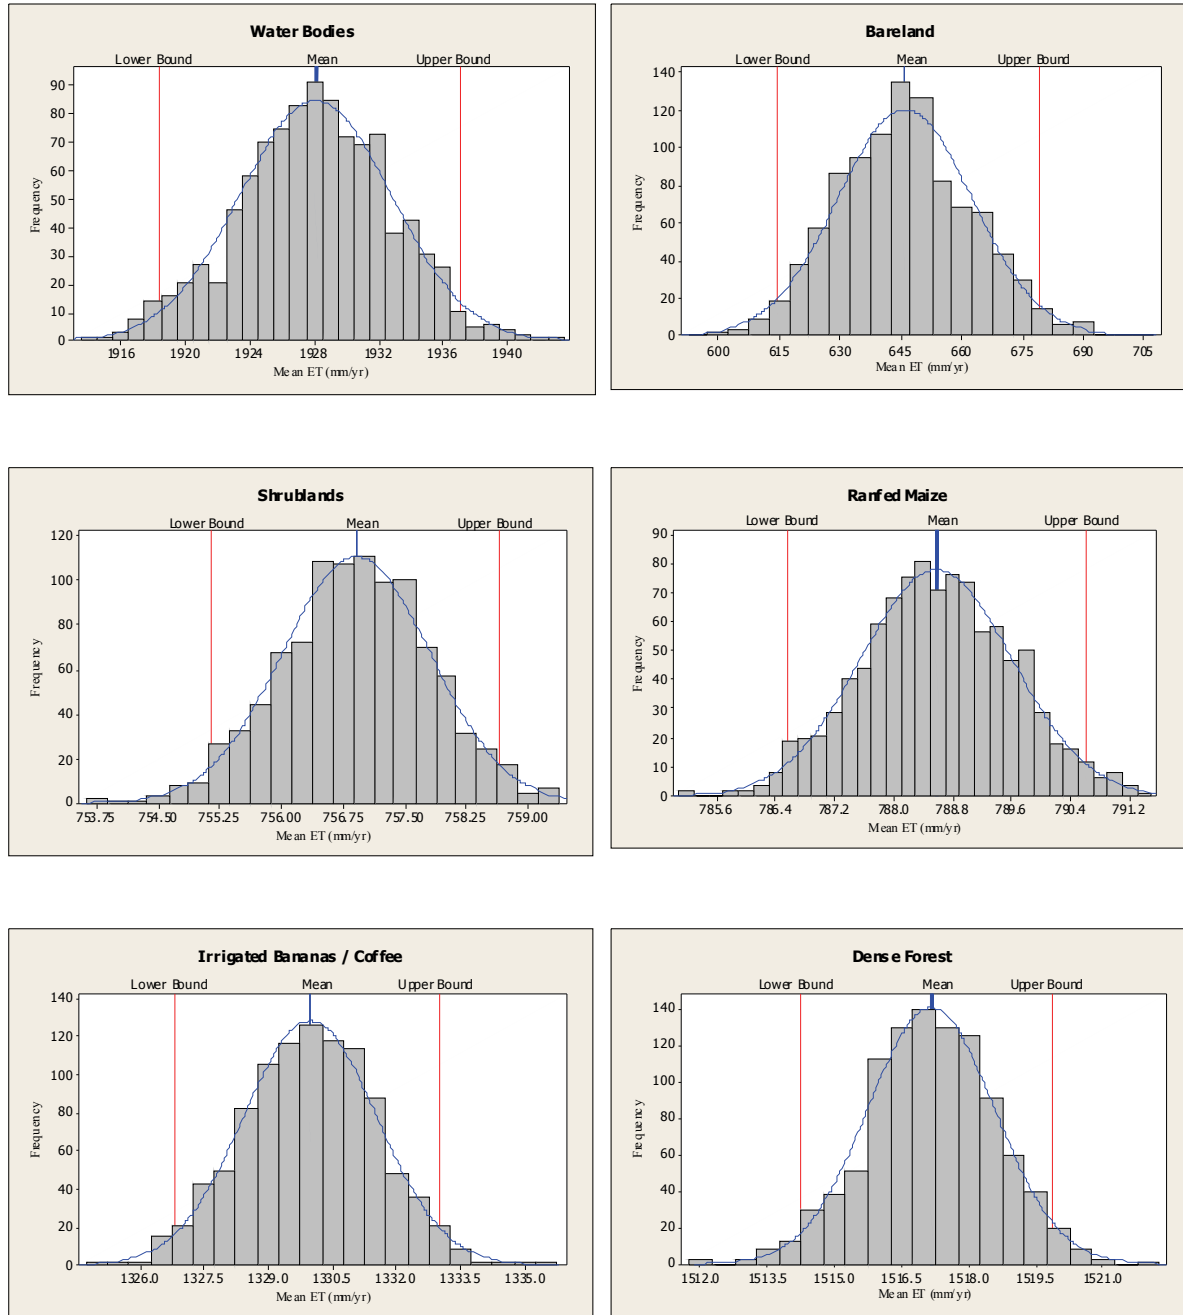 Water Bodies
Lower Bound Mean Upper Bound
90
80
70
60
50
40
30
20
10
0
Frequency
1916 1920 1924 1928 1932 1936 1940
Mean ET (mm/yr)
Bareland
Lower Bound Mean Upper Bound
140
120
100
80
60
40
20
0
Frequency
600 615 630 645 660 675 690 705
Mean ET (mm/yr)
Shrublands
Lower Bound Mean Upper Bound
120
100
80
60
40
20
0
Frequency
753.75 754.50 755.25 756.00 756.75 757.50 758.25 759.00
Mean ET (mm/yr)
Ranfed Maize
Lower Bound Mean Upper Bound
90
80
70
60
50
40
30
20
10
0
Frequency
785.6 786.4 787.2 788.0 788.8 789.6 790.4 791.2
Mean ET (mm/yr)
Irrigated Bananas / Coffee
Lower Bound Mean Upper Bound
140
120
100
80
60
40
20
0
Frequency
1326.0 1327.5 1329.0 1330.5 1332.0 1333.5 1335.0
Mean ET (mm/yr)
Dense Forest
Lower Bound Mean Upper Bound
140
120
100
80
60
40
20
0
Frequency
1512.0 1513.5 1515.0 1516.5 1518.0 1519.5 1521.0
Mean ET (mm/yr)